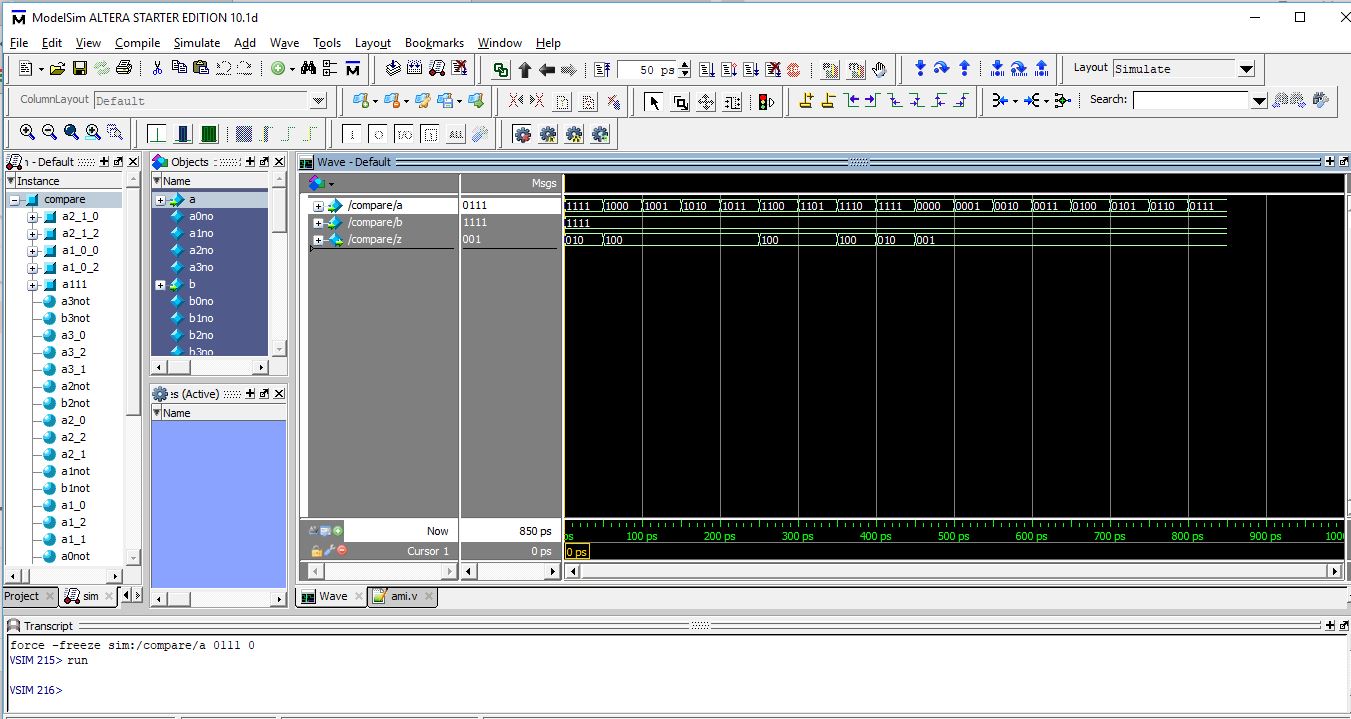 ModelSim ALTERA STARTER EDITION 10.1d
File Edit View Compile Simulate Add Wave Tools Layout Bookmarks Window Help
50 ps Layout Simulate
ColumnLayout Default Search:
I/O ALL
- Default Objects Wave - Default
Instance Name Msgs
compare a /compare/a 0111 1111 1000 1001 1010 1011 1100 1101 1110 1111 0000 0001 0010 0011 0100 0101 0110 0111
a2_1_0 a0no /compare/b 1111 1111
a2_1_2 a1no /compare/z 001 010 100 100 100 010 001
a1_0_0 a2no
a1_0_2 a3no
a111 b
a3not b0no
b3not b1no
a3_0 b2no
a3_2 b3no
a3_1
a2not (Active)
b2not Name
a2_0
a2_2
a2_1
a1not
b1not
a1_0
a1_2 Now 850 ps 100 ps 200 ps 300 ps 400 ps 500 ps 600 ps 700 ps 800 ps 900 ps
a1_1 Cursor 1 0 ps 0 ps
a0not
Project sim Wave ami.v
Transcript
force -freeze sim:/compare/a 0111 0
VSIM 215> run
VSIM 216>